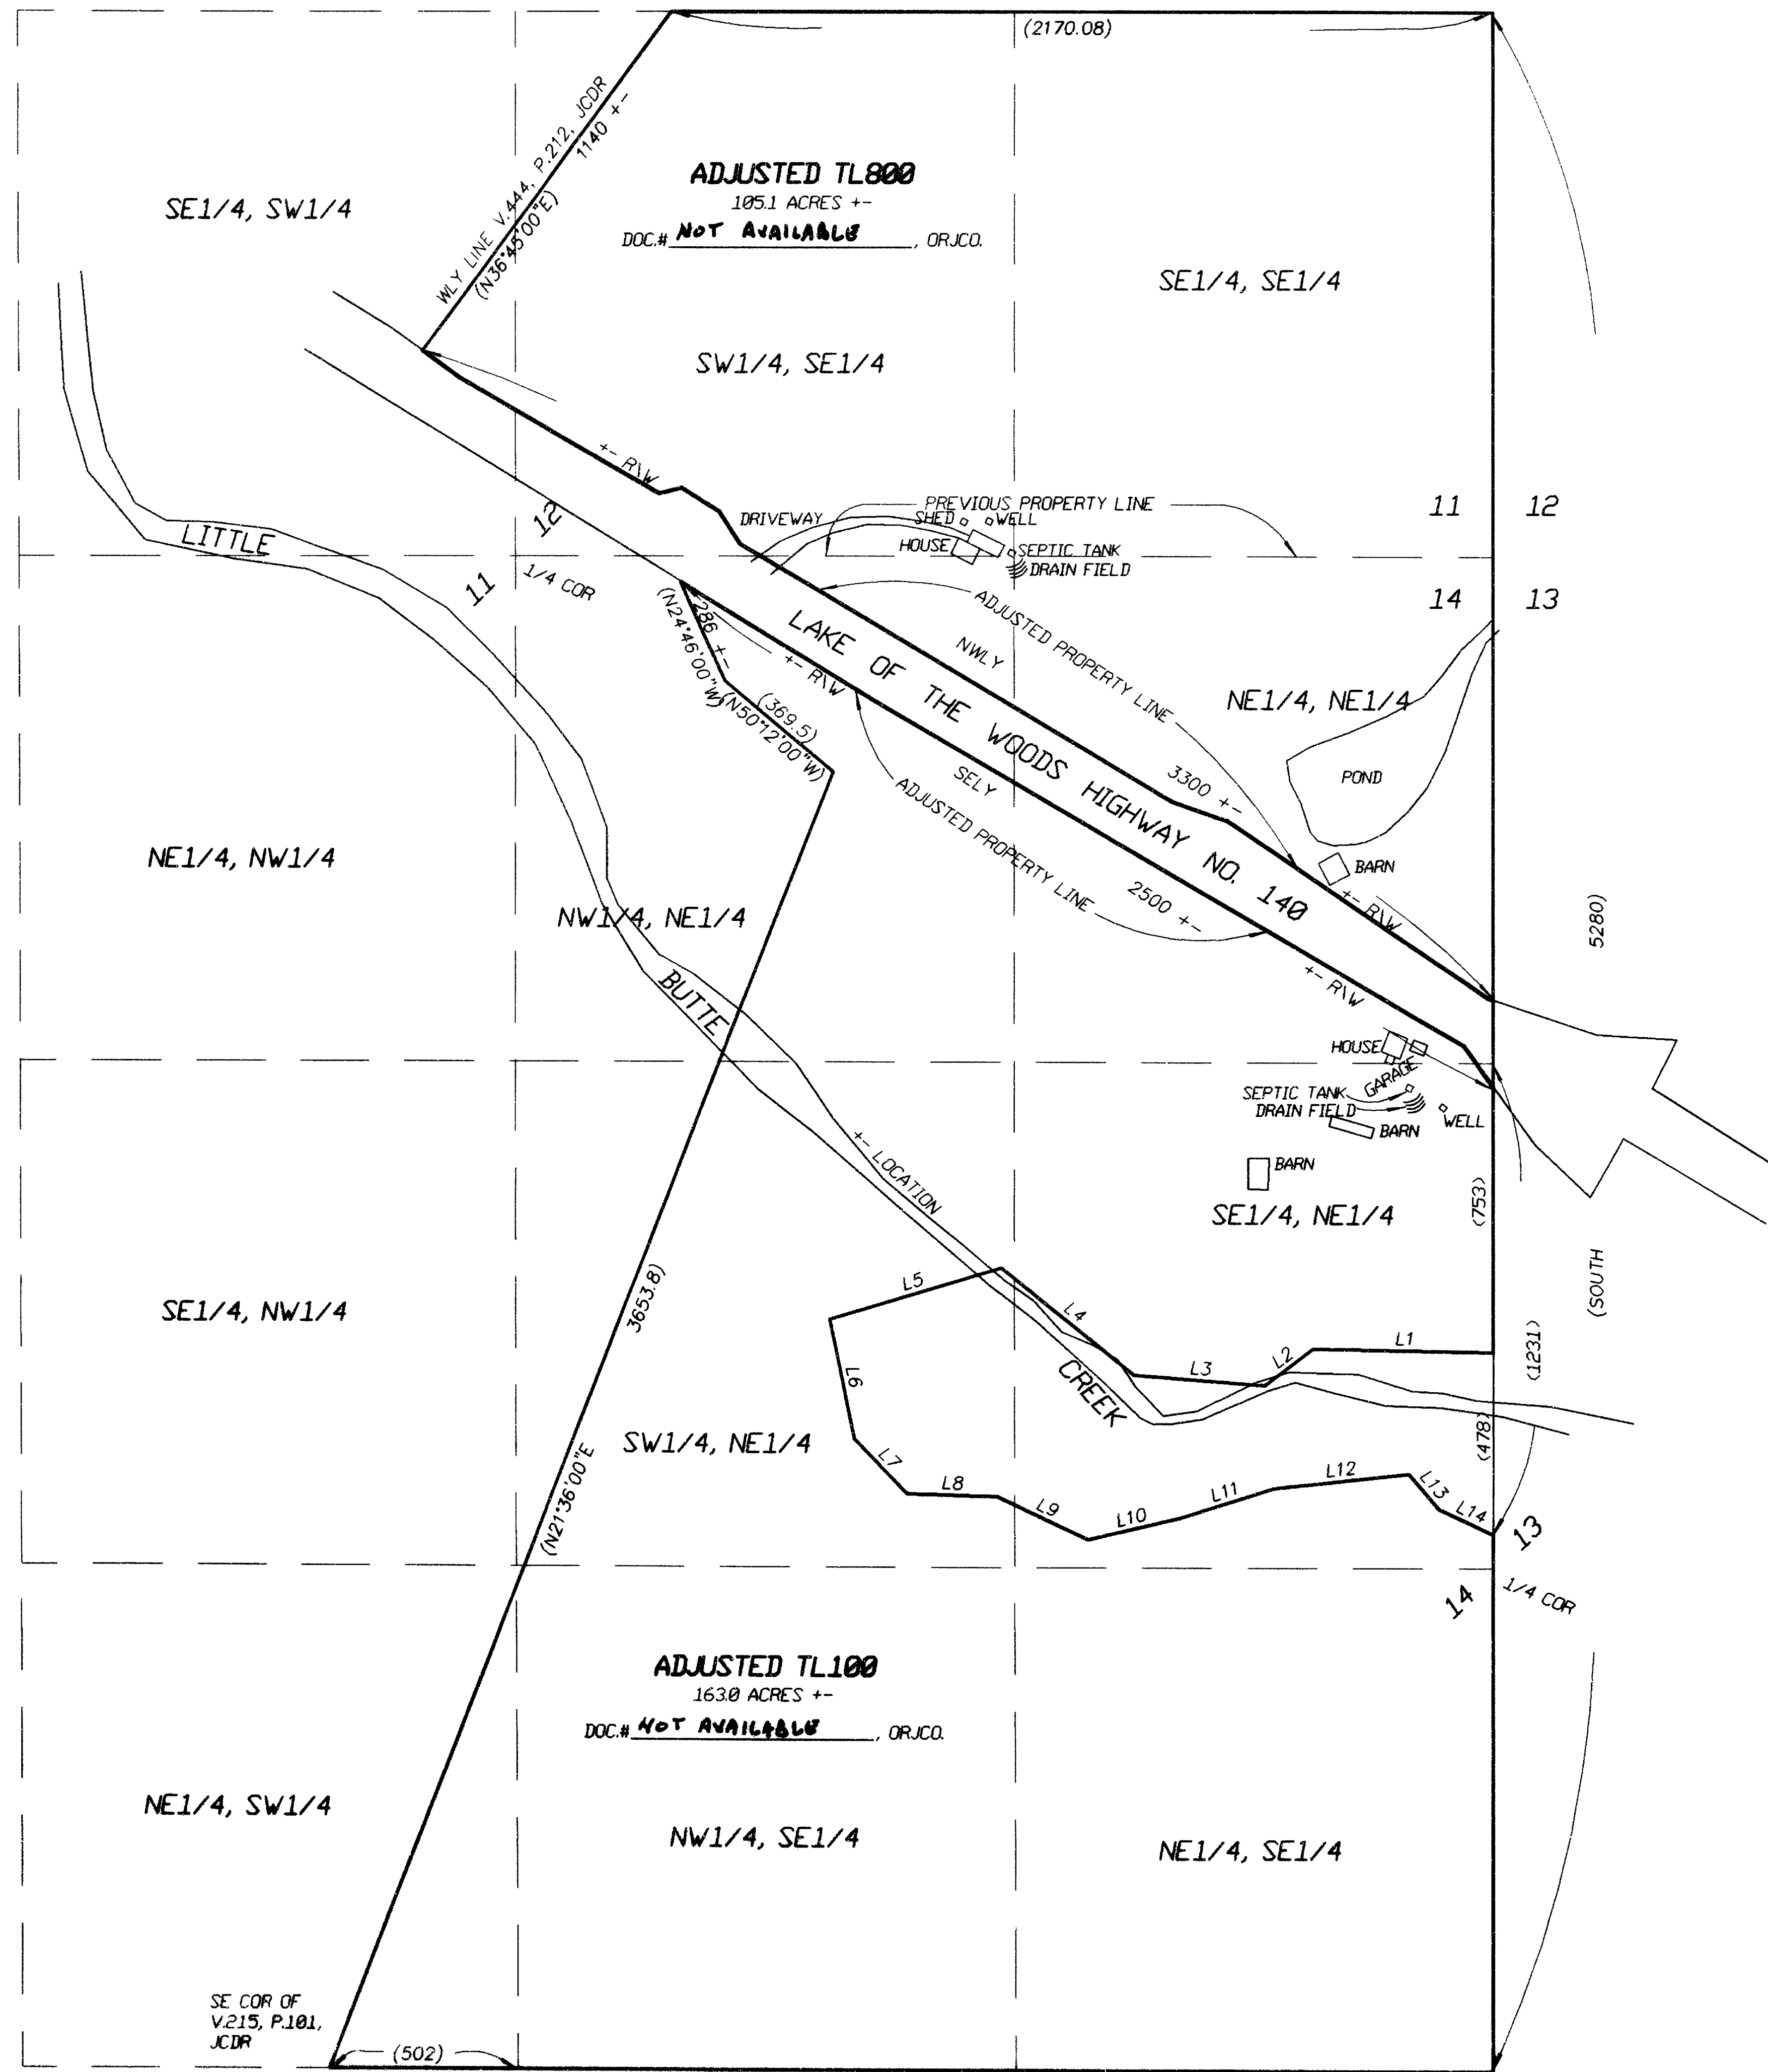 (2170.08)
WLY LINE V.444, P.212, JCDR
1140 +-
(N36°45'00"E)
ADJUSTED TL800
105.1 ACRES +-
DOC.# NOT AVAILABLE, ORJCO.
SE1/4, SW1/4
SE1/4, SE1/4
SW1/4, SE1/4
+- R\W
PREVIOUS PROPERTY LINE
11 12
DRIVEWAY
SHED
WELL
HOUSE
SEPTIC TANK
DRAIN FIELD
12
LITTLE
11
1/4 COR
14 13
286 +-
(N24°46'00"W)
(369.5)
(N50°12'00"W)
+- R\W
LAKE OF THE WOODS HIGHWAY NO. 140
NWLY
ADJUSTED PROPERTY LINE
3300 +-
NE1/4, NE1/4
POND
BARN
+- R\W
SELY
ADJUSTED PROPERTY LINE
2500 +-
+- R\W
NE1/4, NW1/4
NW1/4, NE1/4
5280)
BUTTE
HOUSE
GARAGE
SEPTIC TANK
DRAIN FIELD
WELL
BARN
BARN
+- LOCATION
(753)
SE1/4, NE1/4
(SOUTH
SE1/4, NW1/4
3653.8)
L5
L4
L1
L2
L3
(1231)
L6
CREEK
SW1/4, NE1/4
(478)
L7
L8
L9
L10
L11
L12
L13
L14
(N21°36'00"E
13
14
1/4 COR
ADJUSTED TL100
163.0 ACRES +-
DOC.# NOT AVAILABLE, ORJCO.
NE1/4, SW1/4
NW1/4, SE1/4
NE1/4, SE1/4
SE COR OF
V.215, P.101,
JCDR
(502)